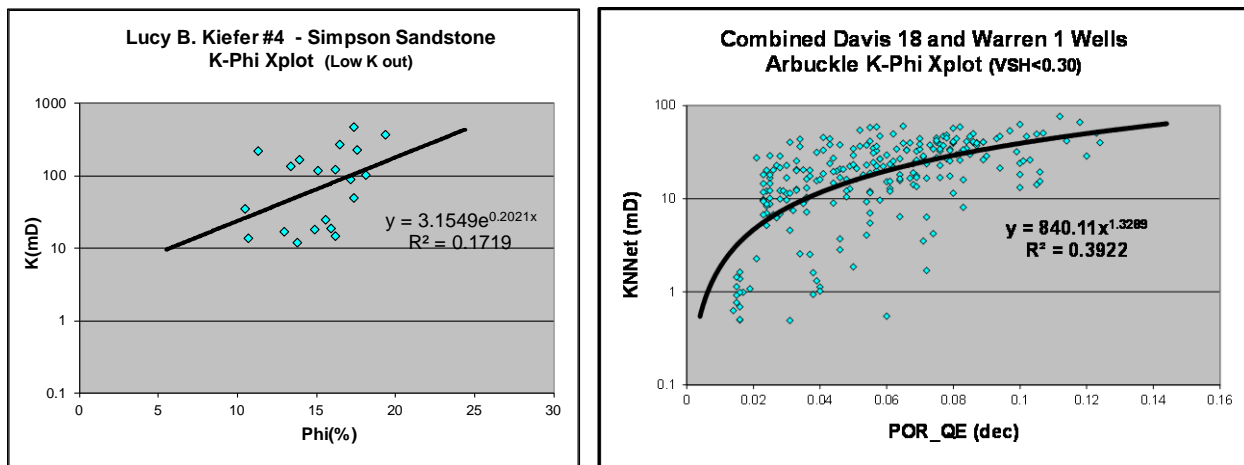 Lucy B. Kiefer #4 - Simpson Sandstone
K-Phi Xplot (Low K out)
1000
100
10
1
0.1
K(mD)
y = 3.1549e^0.2021x
R² = 0.1719
0 5 10 15 20 25 30
Phi(%)
Combined Davis 18 and Warren 1 Wells
Arbuckle K-Phi Xplot (VSH<0.30)
100
10
1
0.1
KNNet (mD)
y = 840.11x^1.3289
R² = 0.3922
0 0.02 0.04 0.06 0.08 0.1 0.12 0.14 0.16
POR_QE (dec)